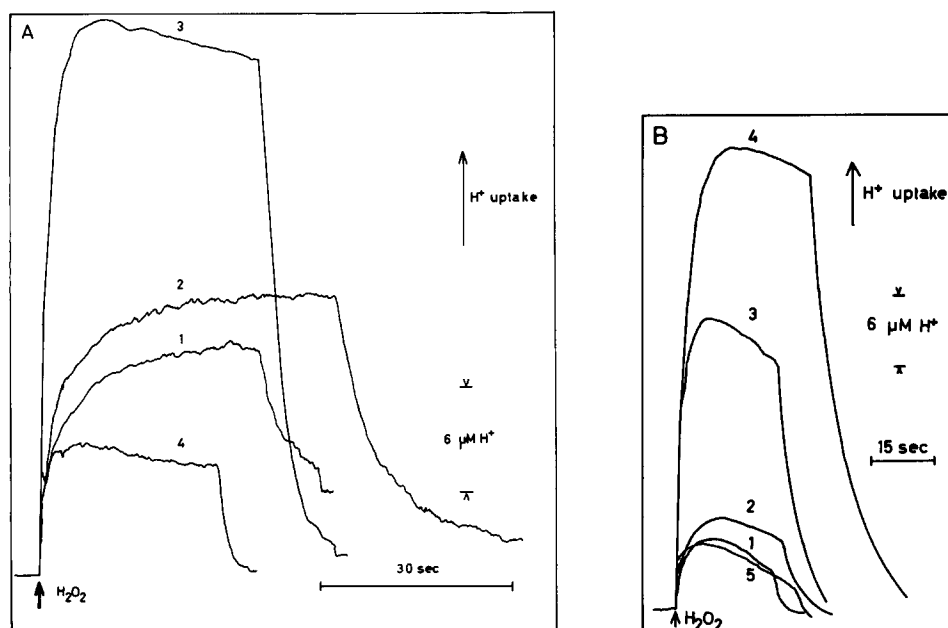 A
3
H⁺ uptake
2
1
6 µM H⁺
4
30 sec
H₂O₂
B
4
H⁺ uptake
3
6 µM H⁺
15 sec
2
1
5
H₂O₂